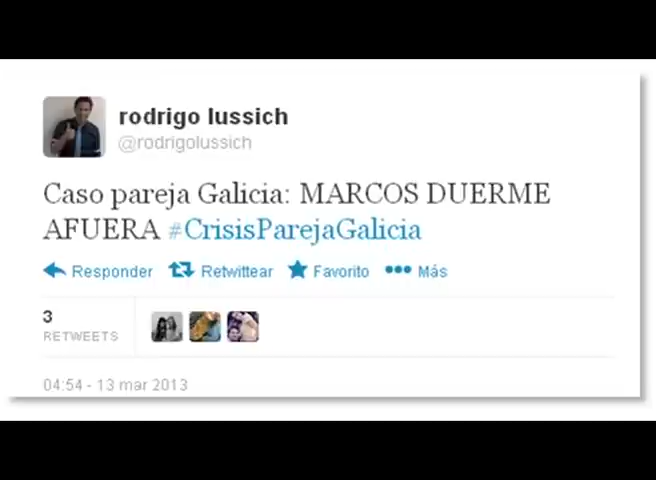 rodrigo lussich
@rodrigolussich
Caso pareja Galicia: MARCOS DUERME
AFUERA #CrisisParejaGalicia
Responder Retwittear Favorito Más
3
RETWEETS
04:54 - 13 mar 2013